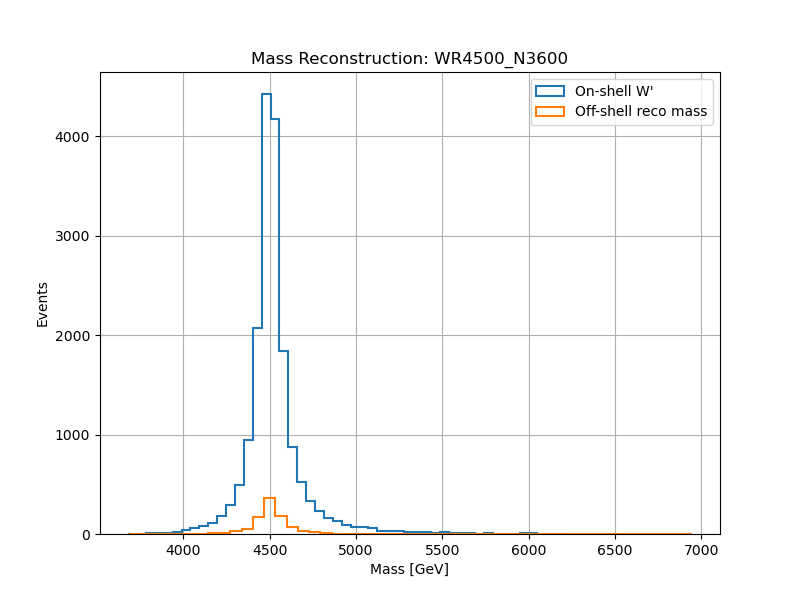 Mass Reconstruction: WR4500_N3600
On-shell W'
Off-shell reco mass
4000
3000
2000
1000
0
Events
4000 4500 5000 5500 6000 6500 7000
Mass [GeV]